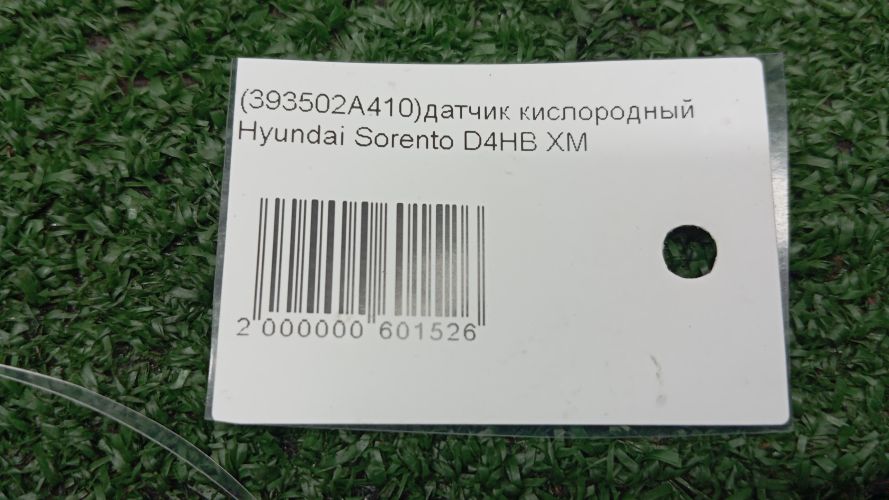 (393502A410)датчик кислородный
Hyundai Sorento D4HB XM
2 000000 601526